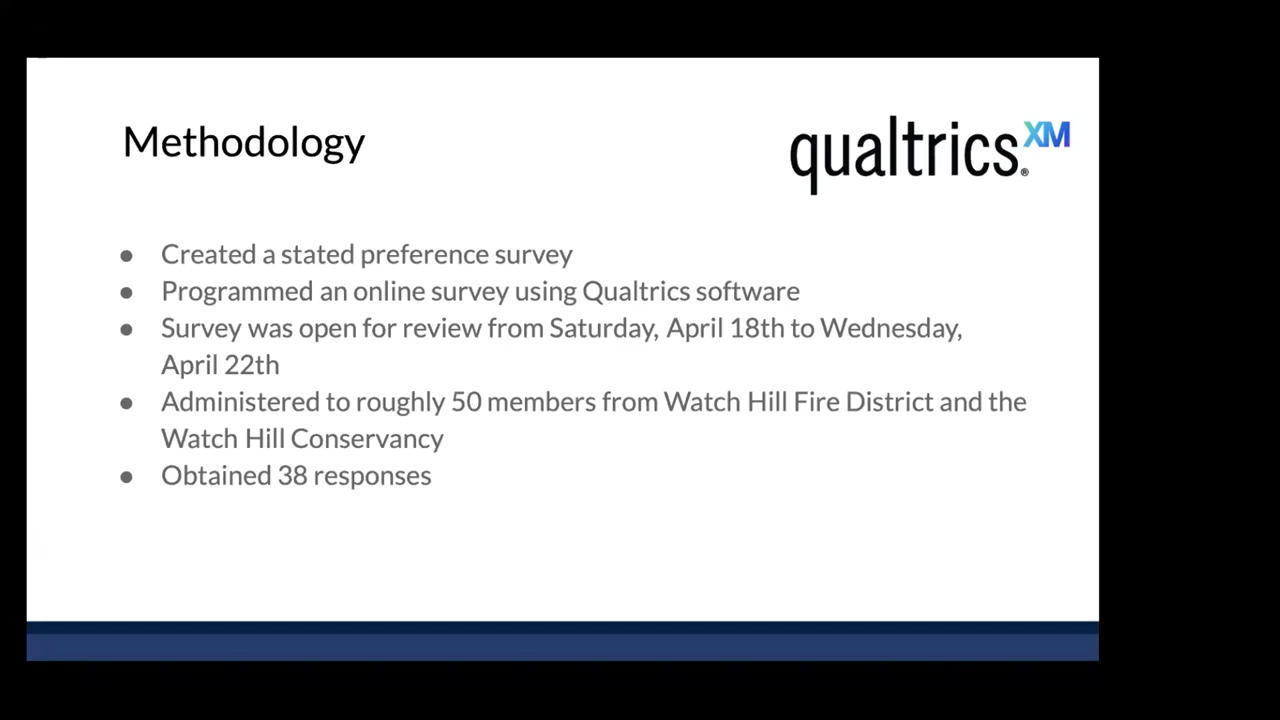 Methodology
qualtrics.XM
®
● Created a stated preference survey
● Programmed an online survey using Qualtrics software
● Survey was open for review from Saturday, April 18th to Wednesday,
April 22th
● Administered to roughly 50 members from Watch Hill Fire District and the
Watch Hill Conservancy
● Obtained 38 responses